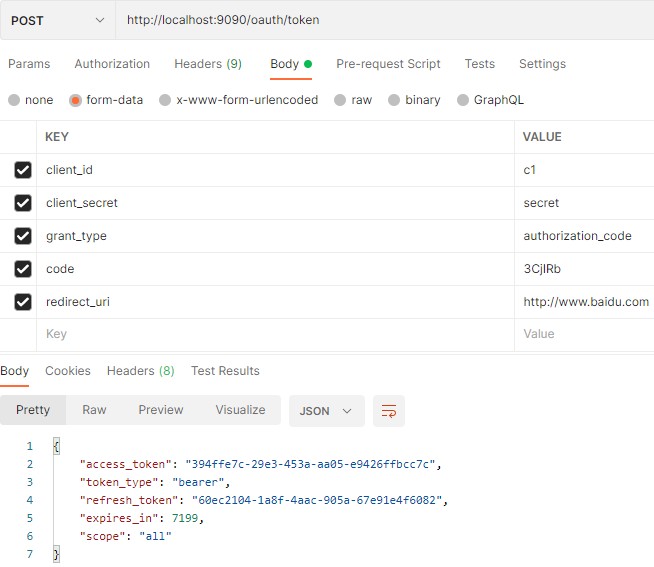 POST http://localhost:9090/oauth/token
Params Authorization Headers (9) Body Pre-request Script Tests Settings
none form-data x-www-form-urlencoded raw binary GraphQL
KEY VALUE
client_id c1
client_secret secret
grant_type authorization_code
code 3CjlRb
redirect_uri http://www.baidu.com
Key Value
Body Cookies Headers (8) Test Results
Pretty Raw Preview Visualize JSON
1 {
2 "access_token": "394ffe7c-29e3-453a-aa05-e9426ffbcc7c",
3 "token_type": "bearer",
4 "refresh_token": "60ec2104-1a8f-4aac-905a-67e91e4f6082",
5 "expires_in": 7199,
6 "scope": "all"
7 }